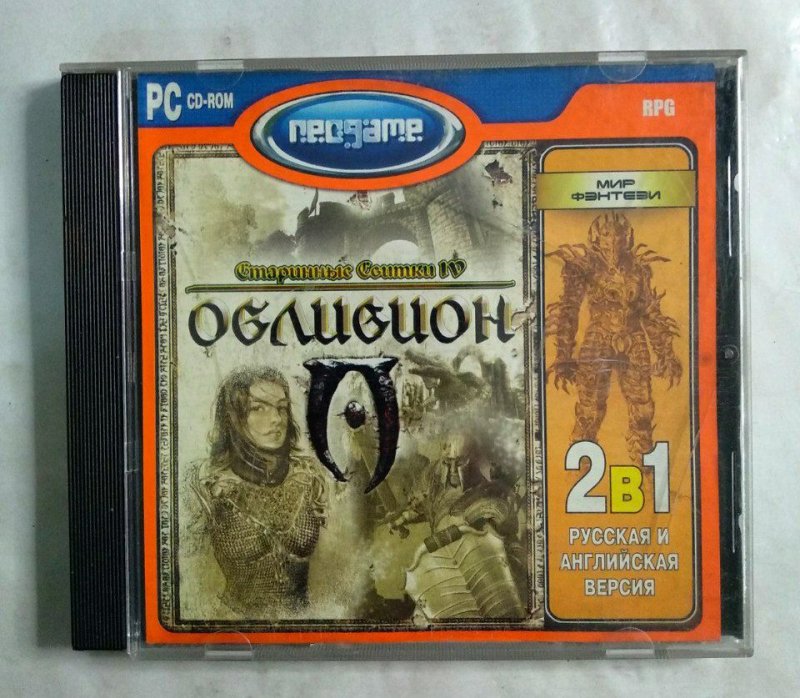 PC CD-ROM
neogame
RPG
МИР
ФЭНТЕЗИ
Старинные Свитки IV
ОБЛИВИОН
2в1
РУССКАЯ И
АНГЛИЙСКАЯ
ВЕРСИЯ